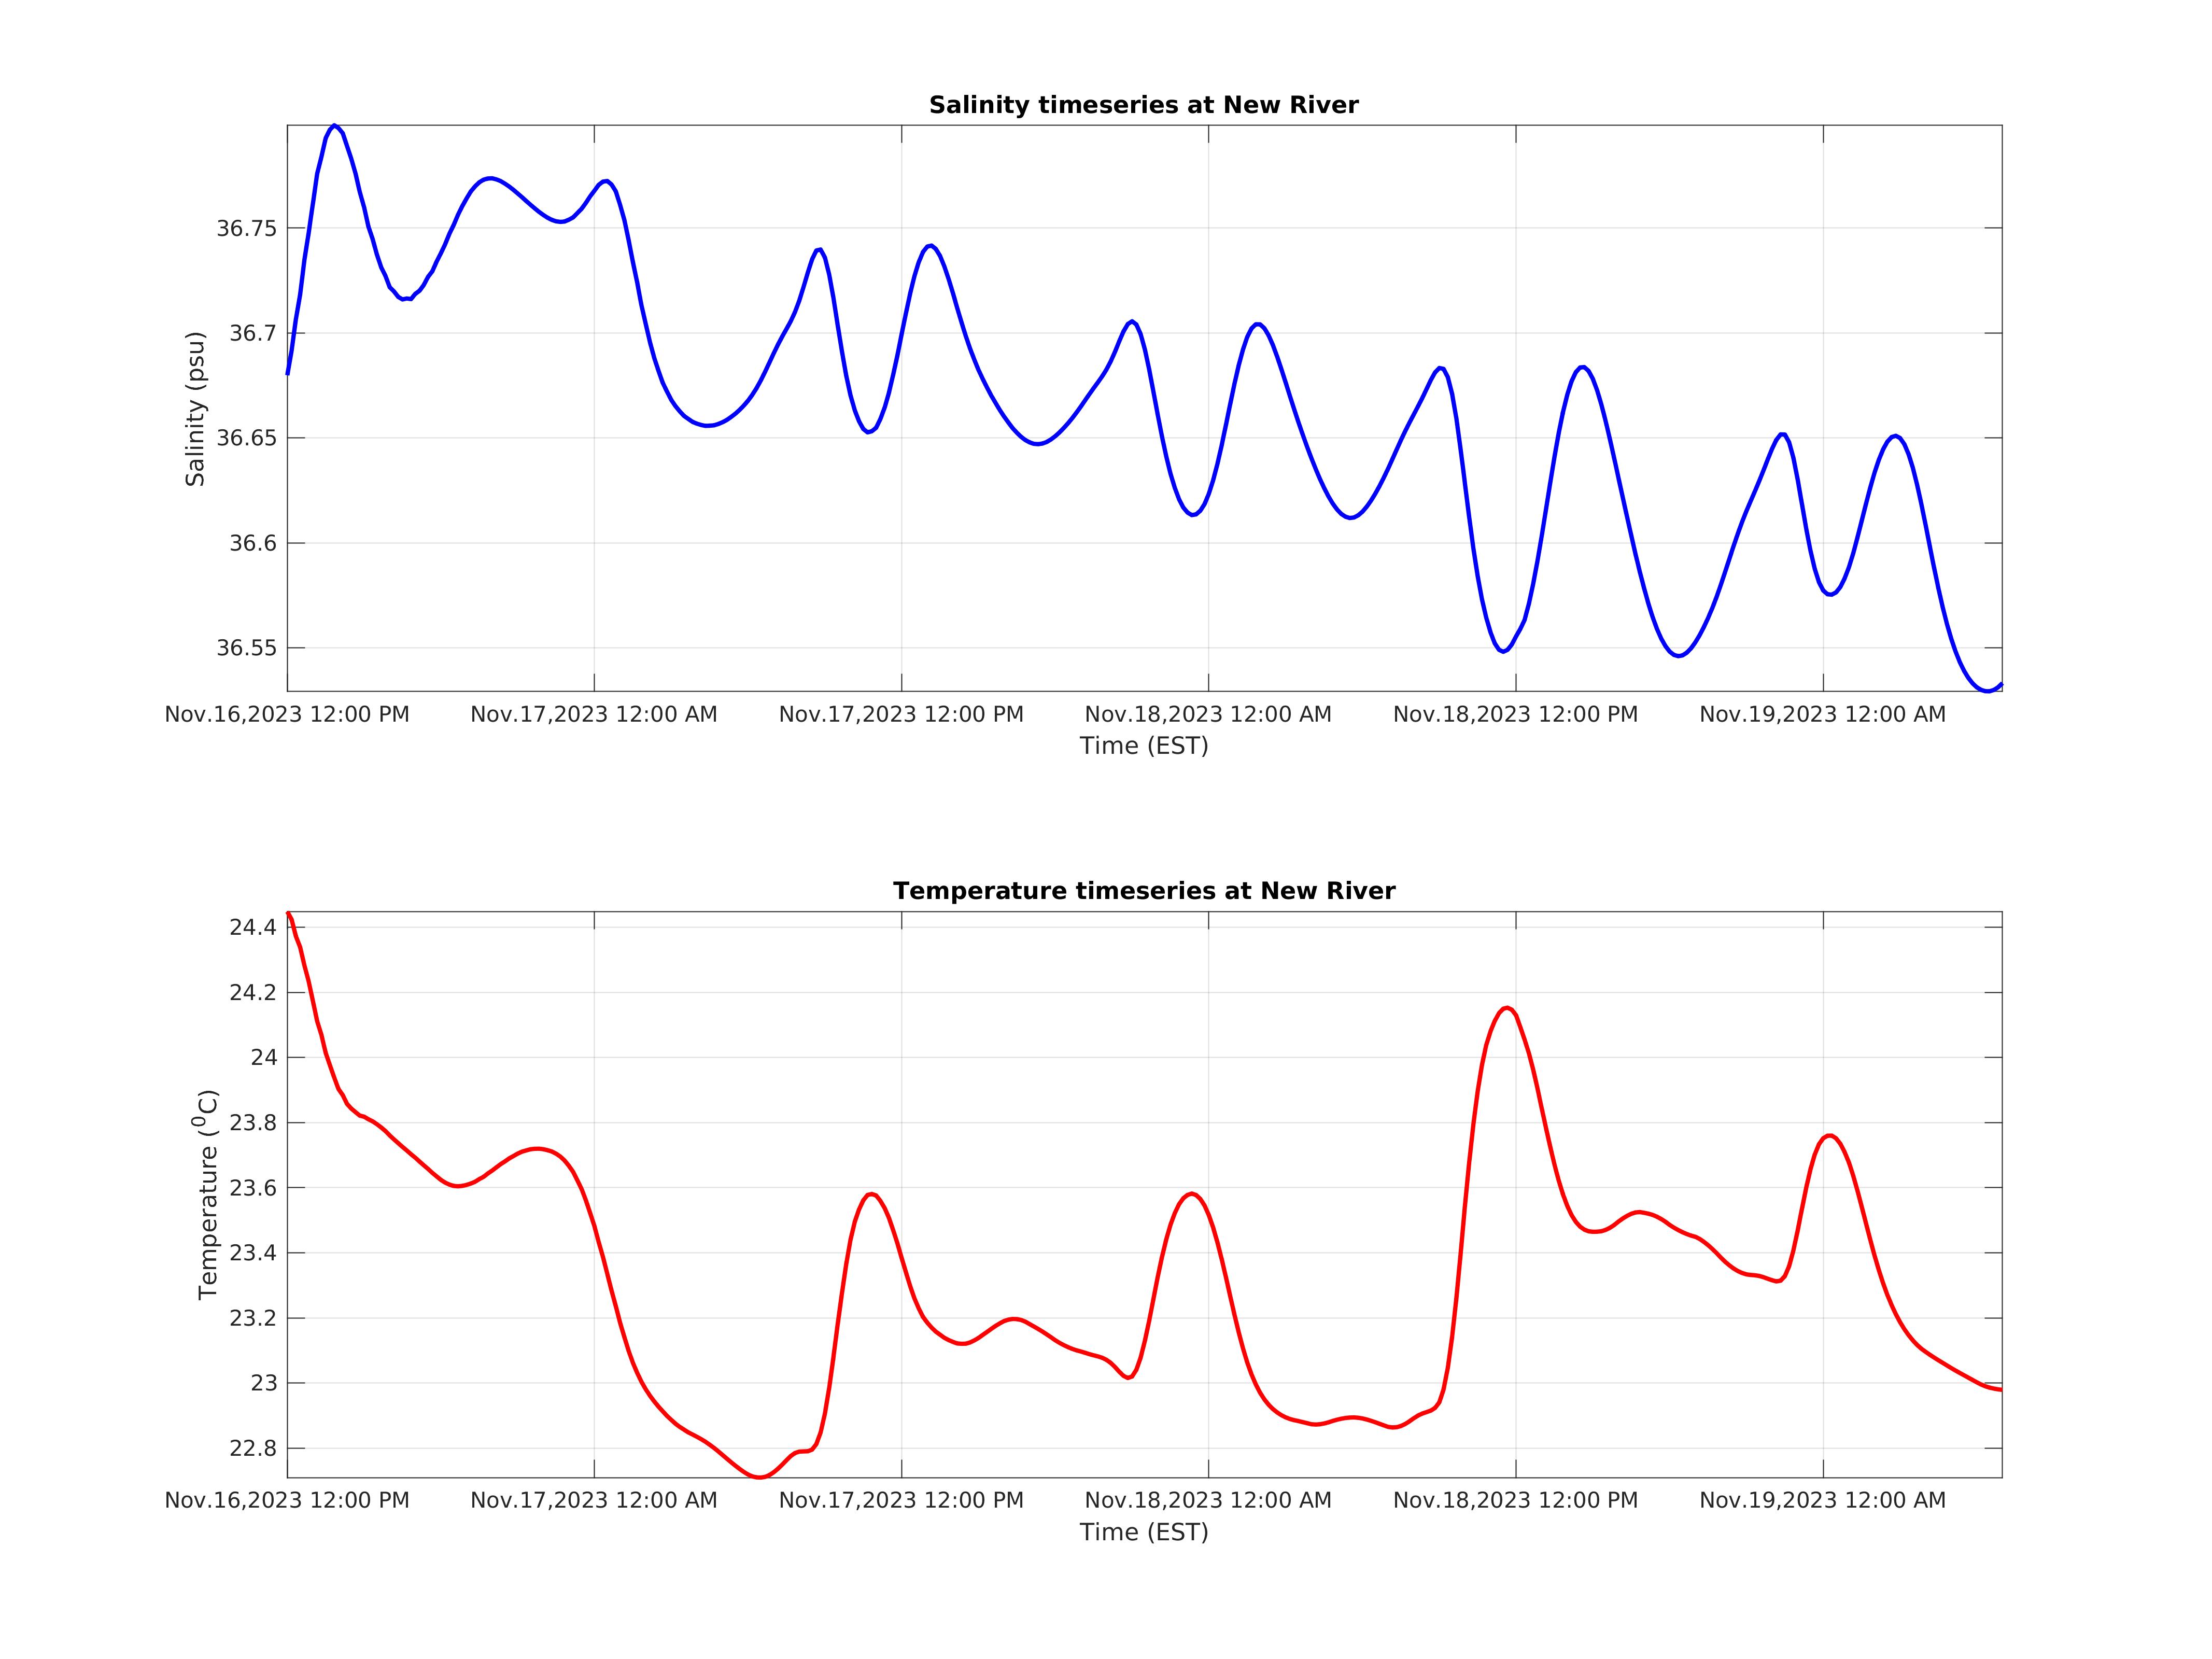 Salinity timeseries at New River
Salinity (psu)
36.75
36.7
36.65
36.6
36.55
Nov.16,2023 12:00 PM Nov.17,2023 12:00 AM Nov.17,2023 12:00 PM Nov.18,2023 12:00 AM Nov.18,2023 12:00 PM Nov.19,2023 12:00 AM
Time (EST)
Temperature timeseries at New River
Temperature (⁰C)
24.4
24.2
24
23.8
23.6
23.4
23.2
23
22.8
Nov.16,2023 12:00 PM Nov.17,2023 12:00 AM Nov.17,2023 12:00 PM Nov.18,2023 12:00 AM Nov.18,2023 12:00 PM Nov.19,2023 12:00 AM
Time (EST)